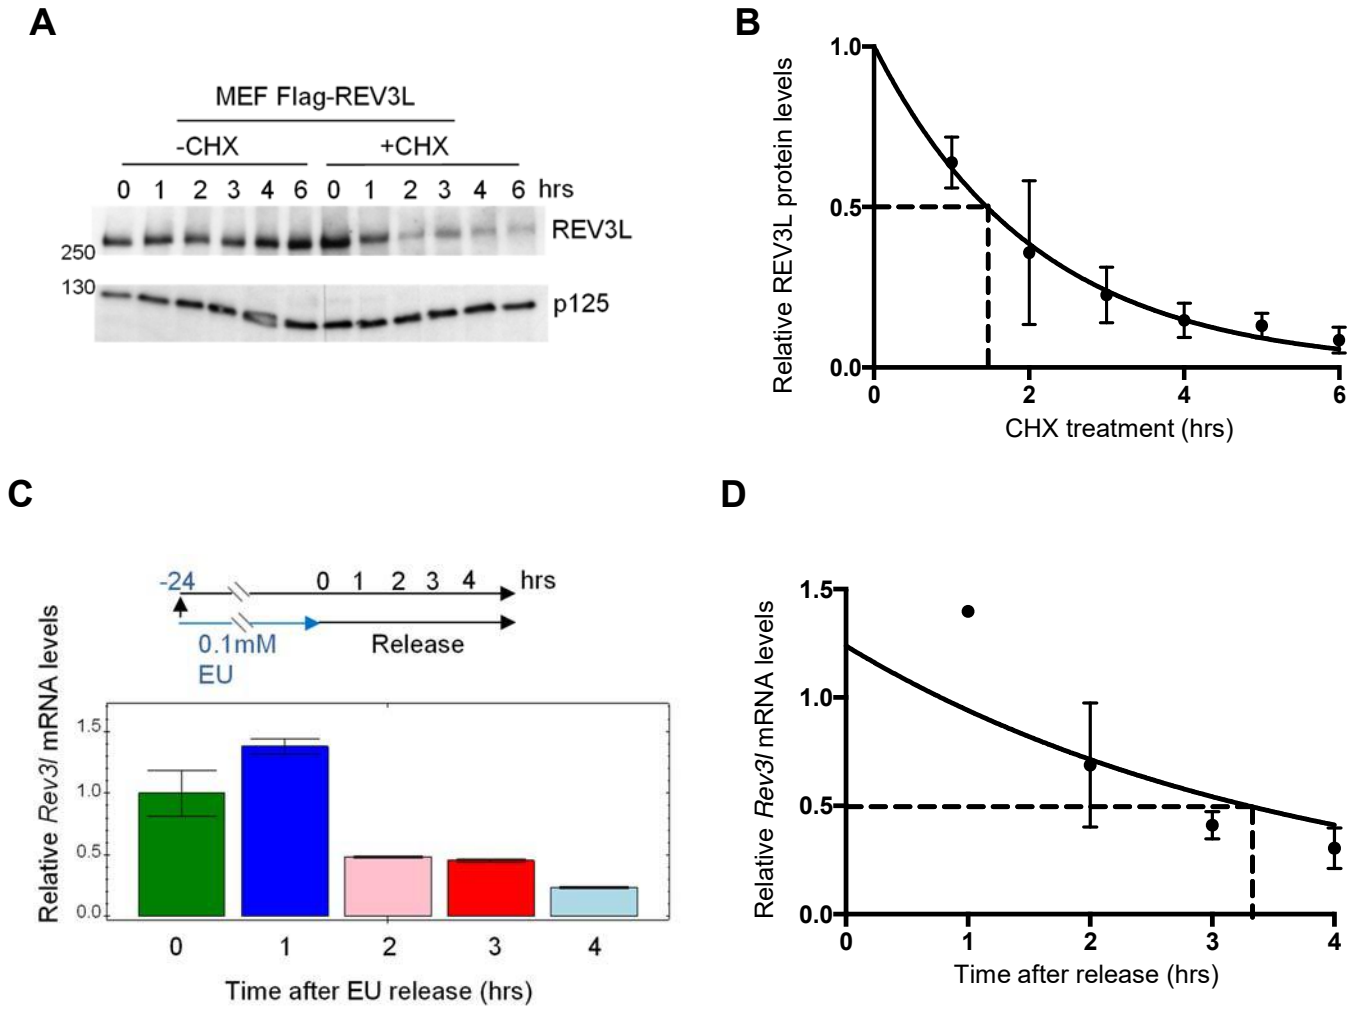 A
MEF Flag-REV3L
-CHX +CHX
0 1 2 3 4 6 0 1 2 3 4 6 hrs
REV3L
250
130
p125
B
Relative REV3L protein levels
1.0
0.5
0.0
0 2 4 6
CHX treatment (hrs)
C
-24 0 1 2 3 4 hrs
0.1mM Release
EU
Relative Rev3l mRNA levels
1.5
1.0
0.5
0.0
0 1 2 3 4
Time after EU release (hrs)
D
Relative Rev3l mRNA levels
1.5
1.0
0.5
0.0
0 1 2 3 4
Time after release (hrs)